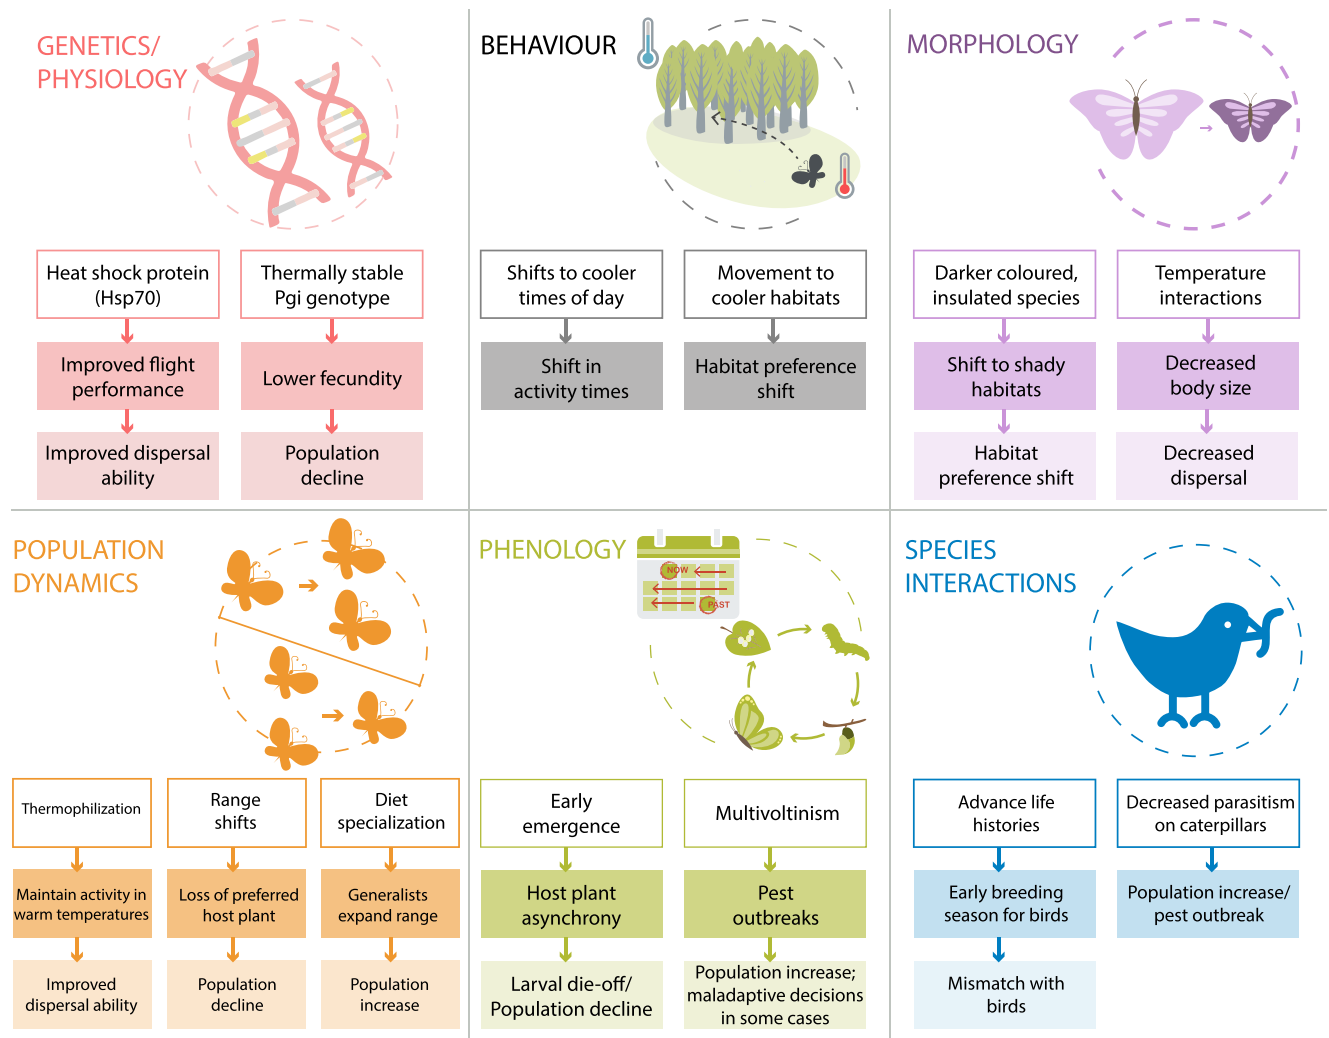 GENETICS/
PHYSIOLOGY
Heat shock protein
(Hsp70)
Improved flight
performance
Improved dispersal
ability
Thermally stable
Pgi genotype
Lower fecundity
Population
decline
BEHAVIOUR
Shifts to cooler
times of day
Shift in
activity times
Movement to
cooler habitats
Habitat preference
shift
MORPHOLOGY
Darker coloured,
insulated species
Shift to shady
habitats
Habitat
preference shift
Temperature
interactions
Decreased
body size
Decreased
dispersal
POPULATION
DYNAMICS
Thermophilization
Maintain activity in
warm temperatures
Improved
dispersal ability
Range
shifts
Loss of preferred
host plant
Population
decline
Diet
specialization
Generalists
expand range
Population
increase
PHENOLOGY
NOW
PAST
Early
emergence
Host plant
asynchrony
Larval die-off/
Population decline
Multivoltinism
Pest
outbreaks
Population increase;
maladaptive decisions
in some cases
SPECIES
INTERACTIONS
Advance life
histories
Early breeding
season for birds
Mismatch with
birds
Decreased parasitism
on caterpillars
Population increase/
pest outbreak